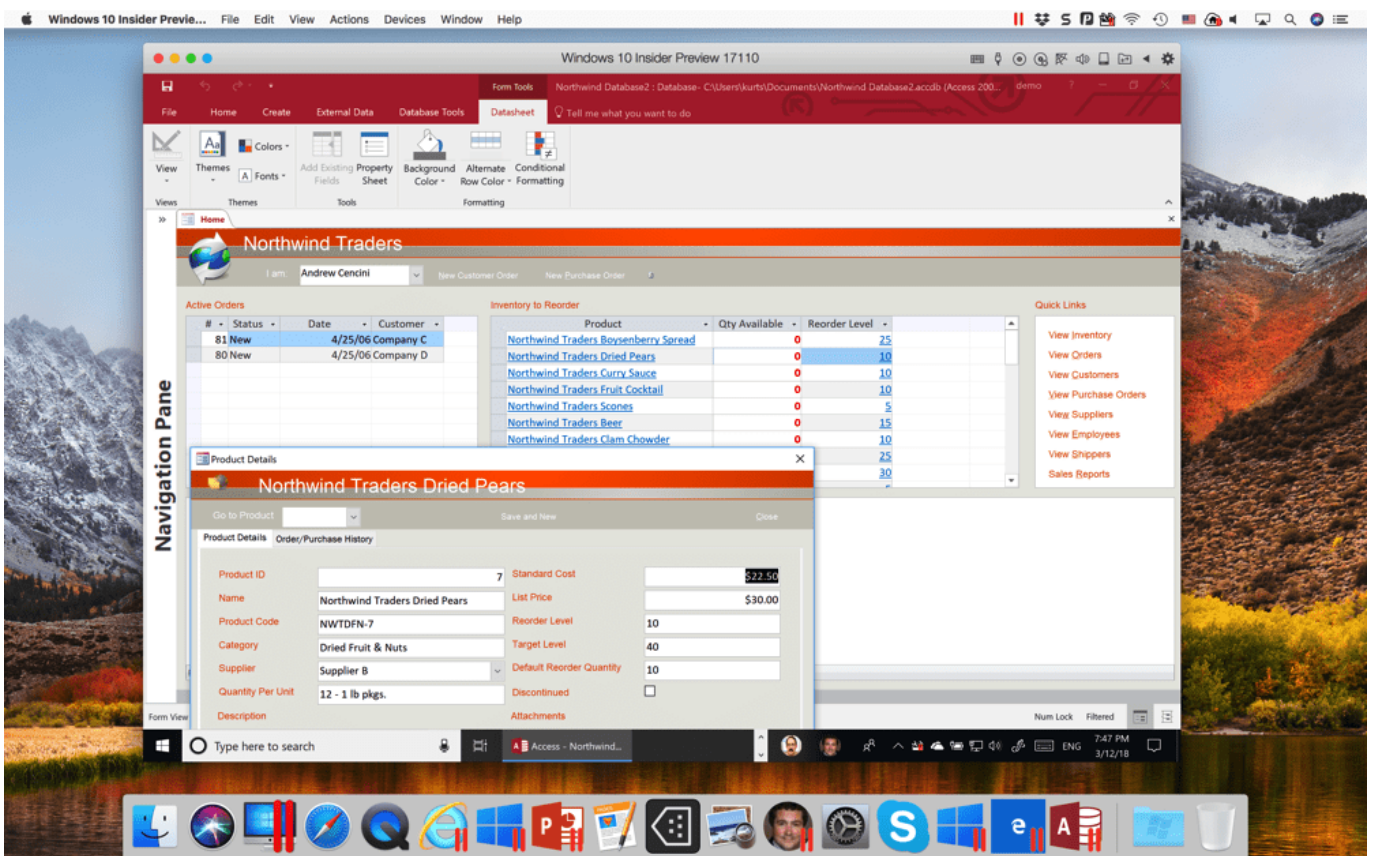 Windows 10 Insider Previe... File Edit View Actions Devices Window Help
Windows 10 Insider Preview 17110
Form Tools Northwind Database2 : Database- C:\Users\kurts\Documents\Northwind Database2.accdb (Access 200... demo ?
File Home Create External Data Database Tools Datasheet Tell me what you want to do
View Themes Colors Fonts Add Existing Fields Property Sheet Background Color Alternate Row Color Conditional Formatting
Views Themes Tools Formatting
Home
Northwind Traders
I am: Andrew Cencini New Customer Order New Purchase Order
Active Orders Inventory to Reorder Quick Links
# Status Date Customer Product Qty Available Reorder Level
81 New 4/25/06 Company C Northwind Traders Boysenberry Spread 0 25 View Inventory
80 New 4/25/06 Company D Northwind Traders Dried Pears 0 10 View Orders
Northwind Traders Curry Sauce 0 10 View Customers
Northwind Traders Fruit Cocktail 0 10 View Purchase Orders
Northwind Traders Scones 0 5 View Suppliers
Northwind Traders Beer 0 15 View Employees
Northwind Traders Clam Chowder 0 10 View Shippers
25
30 Sales Reports
Navigation Pane
Product Details
Northwind Traders Dried Pears
Go to Product Save and New Close
Product Details Order/Purchase History
Product ID 7 Standard Cost $22.50
Name Northwind Traders Dried Pears List Price $30.00
Product Code NWTDFN-7 Reorder Level 10
Category Dried Fruit & Nuts Target Level 40
Supplier Supplier B Default Reorder Quantity 10
Quantity Per Unit 12 - 1 lb pkgs. Discontinued
Description Attachments
Form View Num Lock Filtered
Type here to search Access - Northwind... ENG 7:47 PM
3/12/18